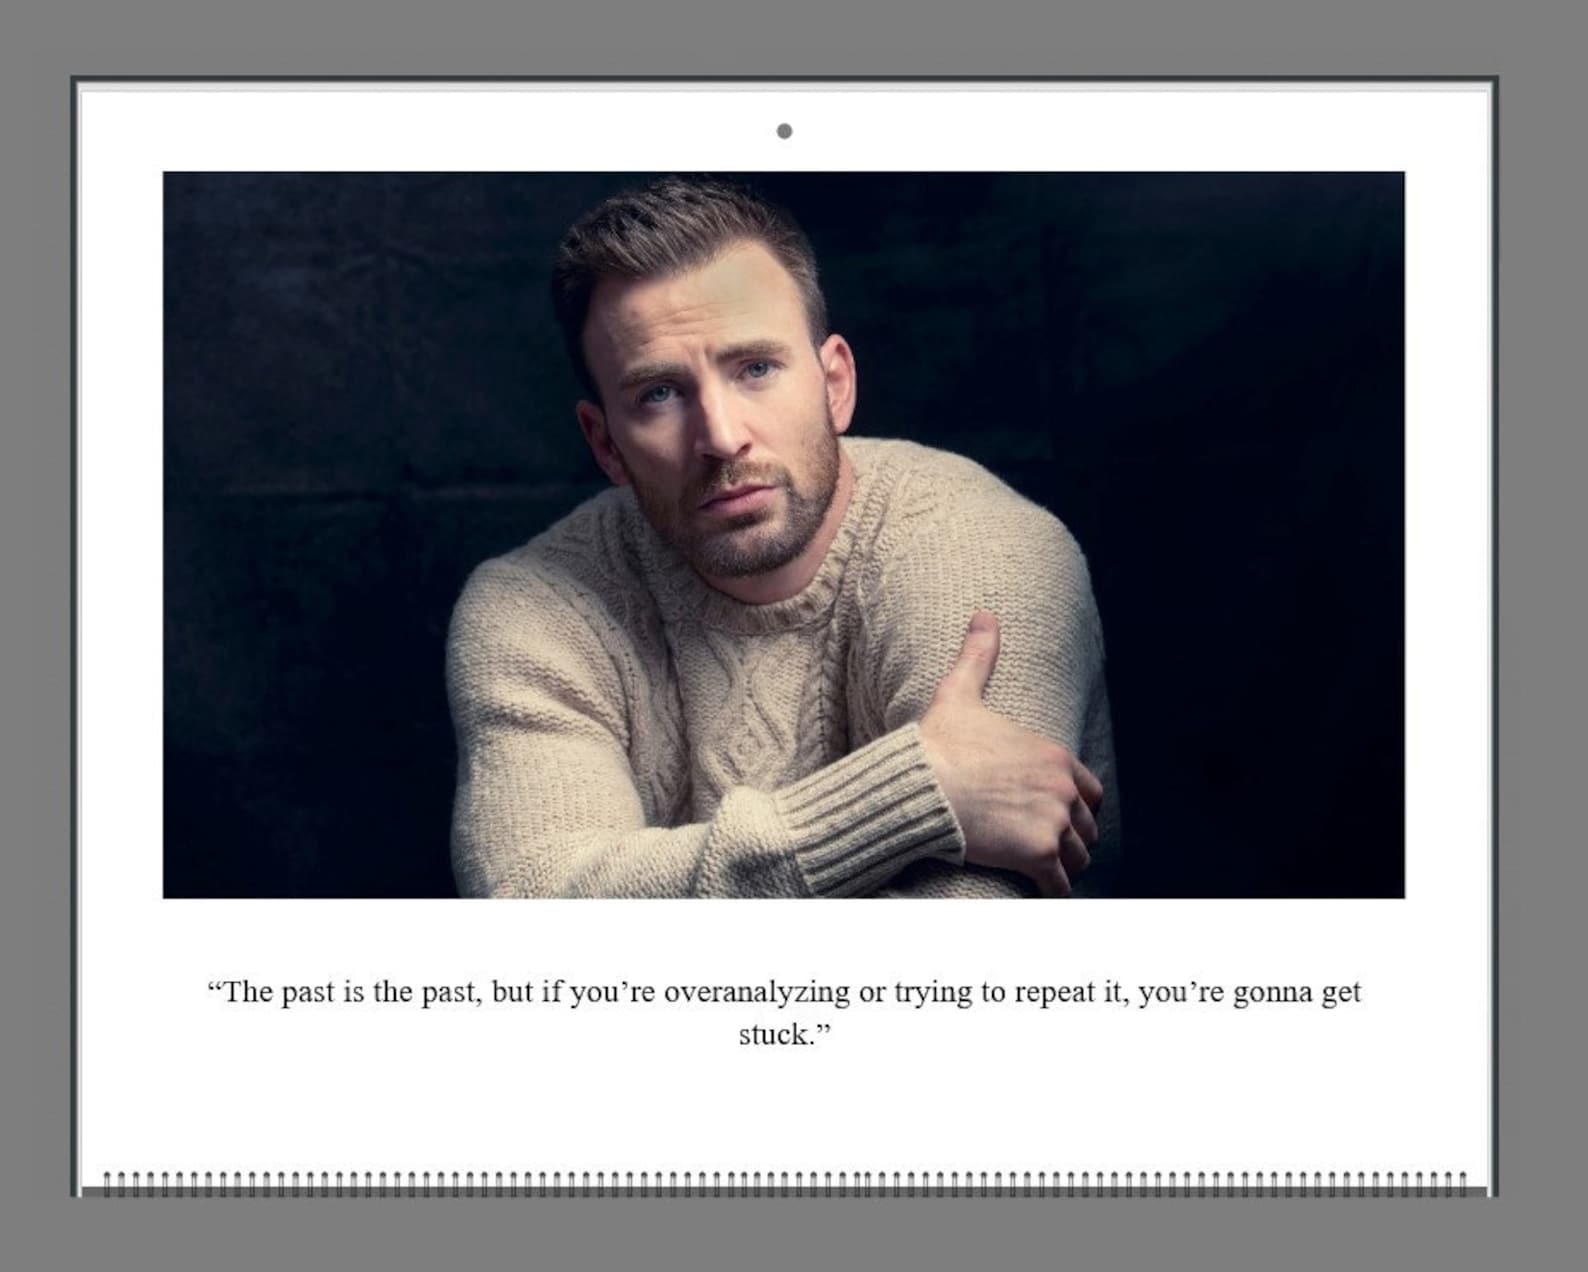 “The past is the past, but if you’re overanalyzing or trying to repeat it, you’re gonna get
stuck.”